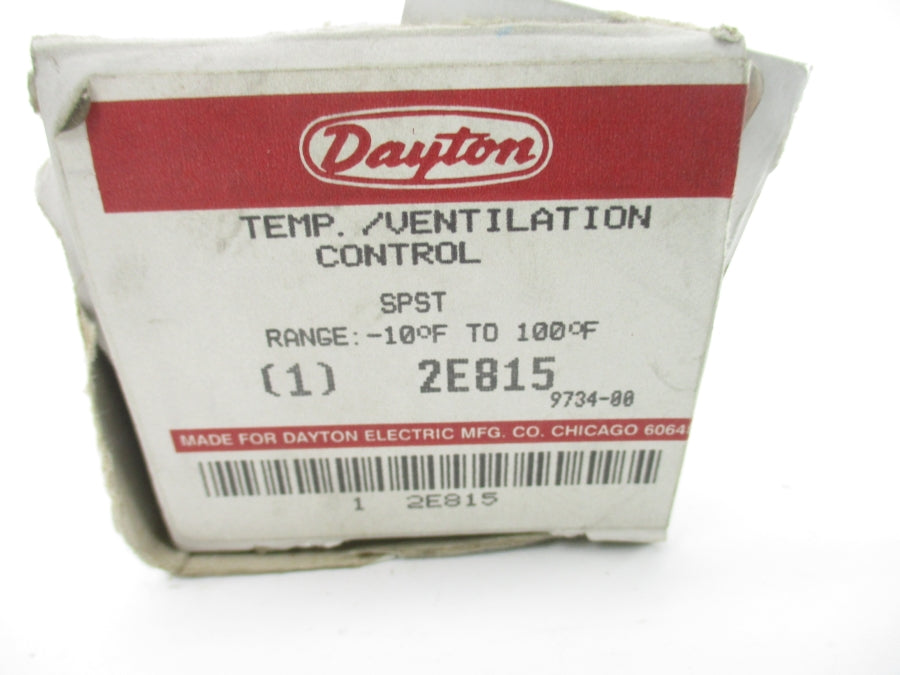 Dayton
TEMP./VENTILATION
CONTROL
SPST
RANGE: -10°F TO 100°F
(1) 2E815
9734-00
MADE FOR DAYTON ELECTRIC MFG. CO. CHICAGO 6064
1 2E815